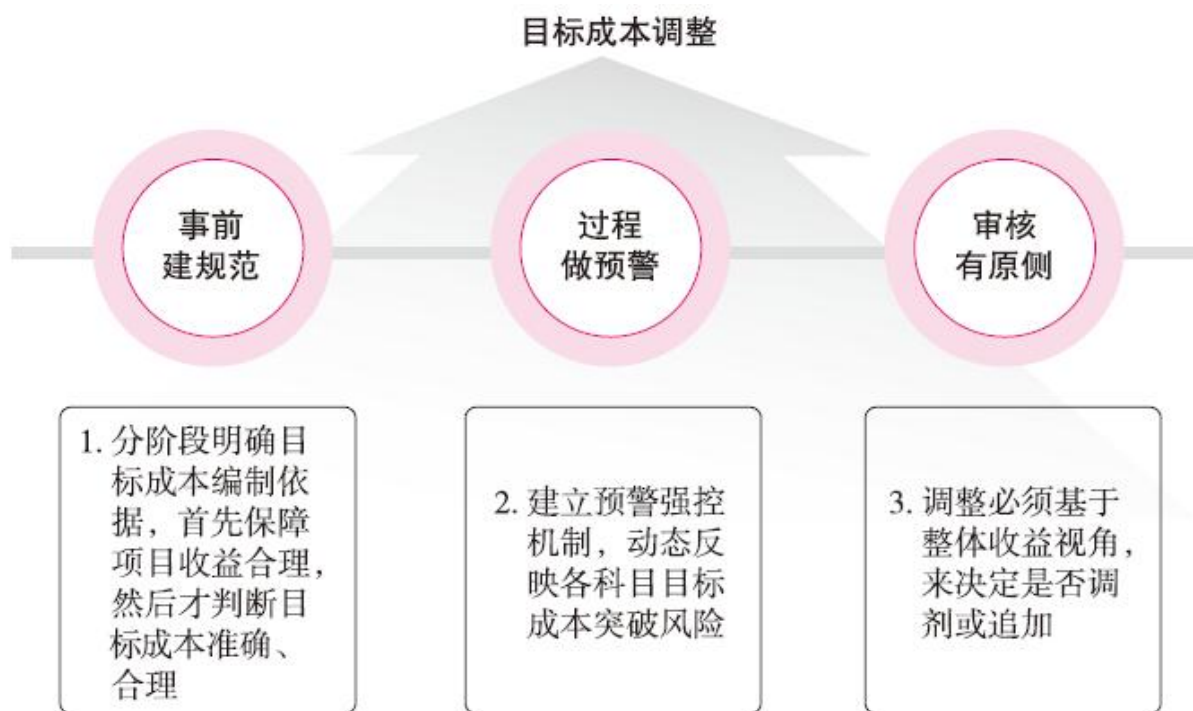 目标成本调整
事前
建规范
过程
做预警
审核
有原侧
1. 分阶段明确目
标成本编制依
据，首先保障
项目收益合理，
然后才判断目
标成本准确、
合理
2. 建立预警强控
机制，动态反
映各科目目标
成本突破风险
3. 调整必须基于
整体收益视角，
来决定是否调
剂或追加